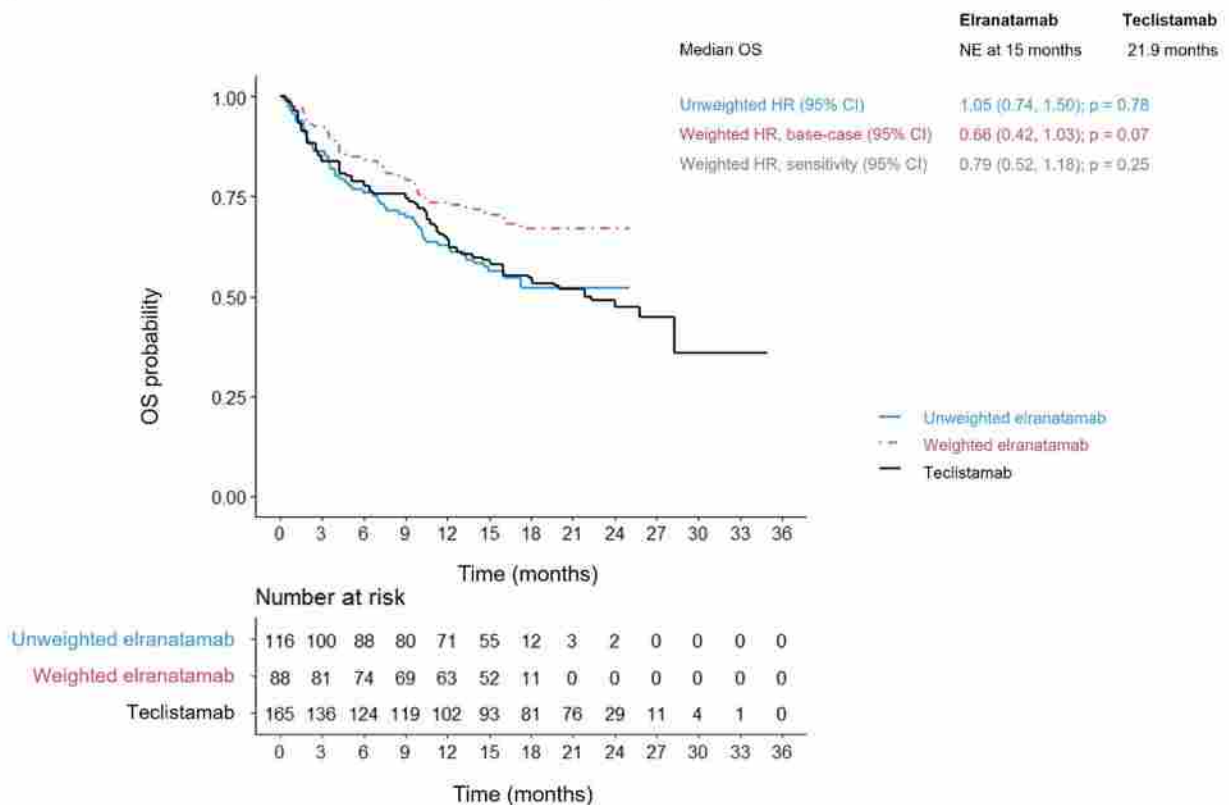 Elranatamab Teclistamab
Median OS NE at 15 months 21.9 months
Unweighted HR (95% CI) 1.05 (0.74, 1.50); p = 0.78
Weighted HR, base-case (95% CI) 0.66 (0.42, 1.03); p = 0.07
Weighted HR, sensitivity (95% CI) 0.79 (0.52, 1.18); p = 0.25
1.00
0.75
0.50
0.25
0.00
OS probability
Unweighted elranatamab
Weighted elranatamab
Teclistamab
0 3 6 9 12 15 18 21 24 27 30 33 36
Time (months)
Number at risk
Unweighted elranatamab 116 100 88 80 71 55 12 3 2 0 0 0 0
Weighted elranatamab 88 81 74 69 63 52 11 0 0 0 0 0 0
Teclistamab 165 136 124 119 102 93 81 76 29 11 4 1 0
0 3 6 9 12 15 18 21 24 27 30 33 36
Time (months)